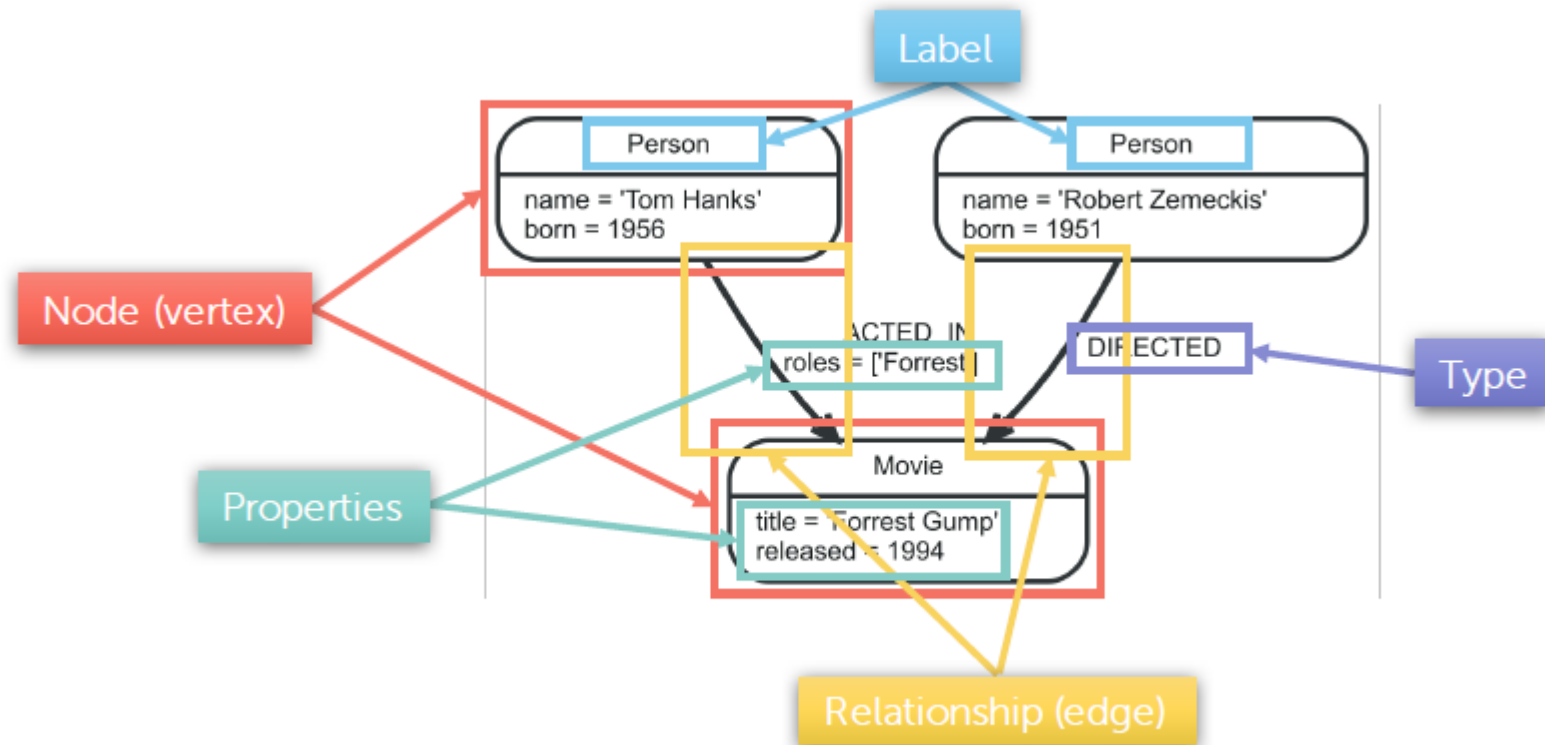 Label
Person
Person
name = 'Tom Hanks'
born = 1956
name = 'Robert Zemeckis'
born = 1951
Node (vertex)
ACTED_IN
roles = ['Forrest']
DIRECTED
Type
Movie
Properties
title = 'Forrest Gump'
released = 1994
Relationship (edge)